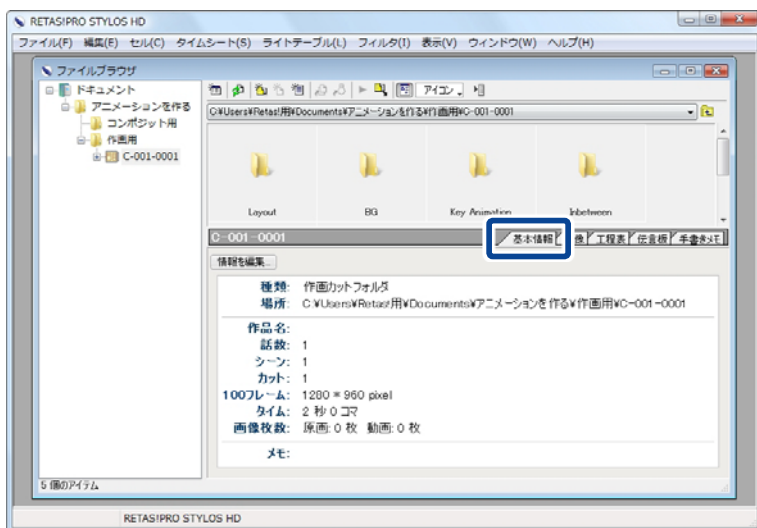 RETAS!PRO STYLOS HD
ファイル(F) 編集(E) セル(C) タイムシート(S) ライトテーブル(L) フィルタ(I) 表示(V) ウィンドウ(W) ヘルプ(H)
ファイルブラウザ
ドキュメント
アニメーションを作る
コンポジット用
作画用
C-001-0001
アイコン
C:¥Users¥Retas!用¥Documents¥アニメーションを作る¥作画用¥C-001-0001
Layout BG Key Animation Inbetween
C-001-0001 基本情報 像 工程表 伝言板 手書きメモ
情報を編集...
種類: 作画カットフォルダ
場所: C:¥Users¥Retas!用¥Documents¥アニメーションを作る¥作画用¥C-001-0001
作品名:
話数: 1
シーン: 1
カット: 1
100フレーム: 1280 * 960 pixel
タイム: 2 秒 0 コマ
画像枚数: 原画: 0 枚 動画: 0 枚
メモ:
5 個のアイテム
RETAS!PRO STYLOS HD